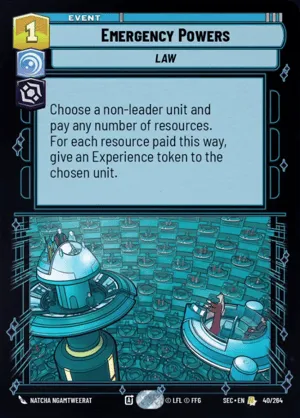 EVENT
1
EMERGENCY POWERS
LAW
Choose a non-leader unit and
pay any number of resources.
For each resource paid this way,
give an Experience token to the
chosen unit.
NATCHA NGAMTWEERAT
© LFL © FFG
SEC • EN
40/264